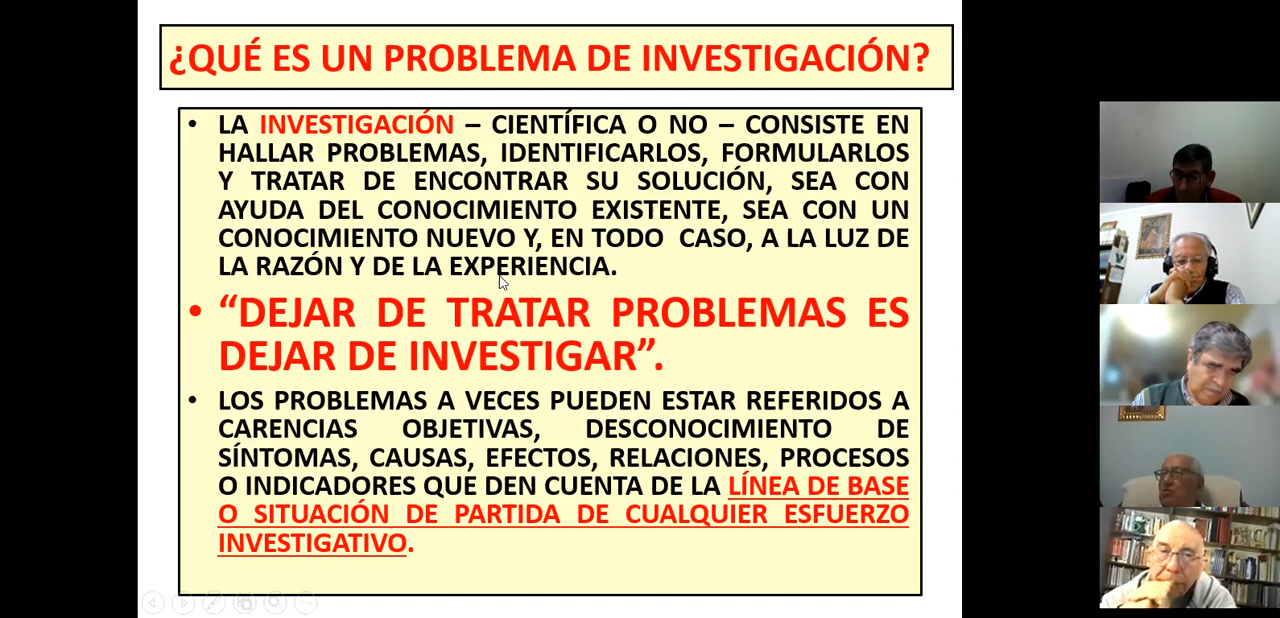 ¿QUÉ ES UN PROBLEMA DE INVESTIGACIÓN?
• LA INVESTIGACIÓN – CIENTÍFICA O NO – CONSISTE EN
HALLAR PROBLEMAS, IDENTIFICARLOS, FORMULARLOS
Y TRATAR DE ENCONTRAR SU SOLUCIÓN, SEA CON
AYUDA DEL CONOCIMIENTO EXISTENTE, SEA CON UN
CONOCIMIENTO NUEVO Y, EN TODO CASO, A LA LUZ DE
LA RAZÓN Y DE LA EXPERIENCIA.
• “DEJAR DE TRATAR PROBLEMAS ES
DEJAR DE INVESTIGAR”.
• LOS PROBLEMAS A VECES PUEDEN ESTAR REFERIDOS A
CARENCIAS OBJETIVAS, DESCONOCIMIENTO DE
SÍNTOMAS, CAUSAS, EFECTOS, RELACIONES, PROCESOS
O INDICADORES QUE DEN CUENTA DE LA LÍNEA DE BASE
O SITUACIÓN DE PARTIDA DE CUALQUIER ESFUERZO
INVESTIGATIVO.